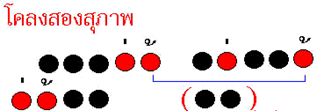 โคลงสองสุภาพ
่ ้ ่ ้
่ ้ ( )